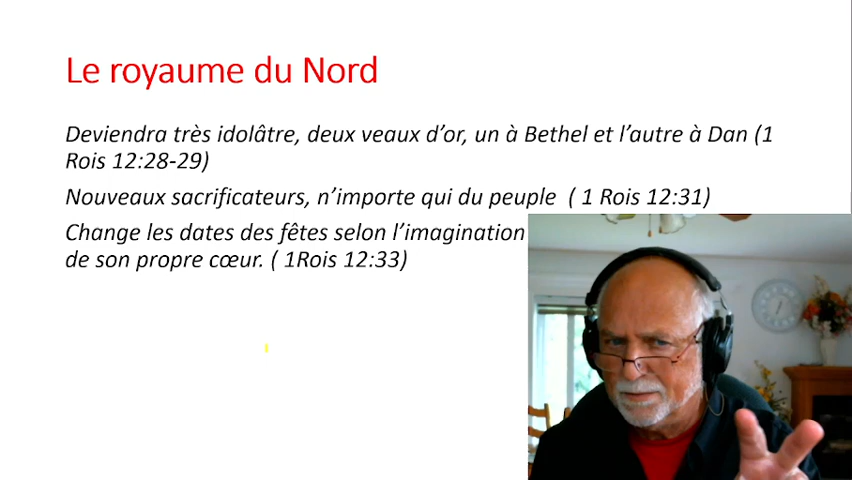 Le royaume du Nord
Deviendra très idolâtre, deux veaux d’or, un à Bethel et l’autre à Dan (1
Rois 12:28-29)
Nouveaux sacrificateurs, n’importe qui du peuple  ( 1 Rois 12:31)
Change les dates des fêtes selon l’imagination
de son propre cœur. ( 1Rois 12:33)